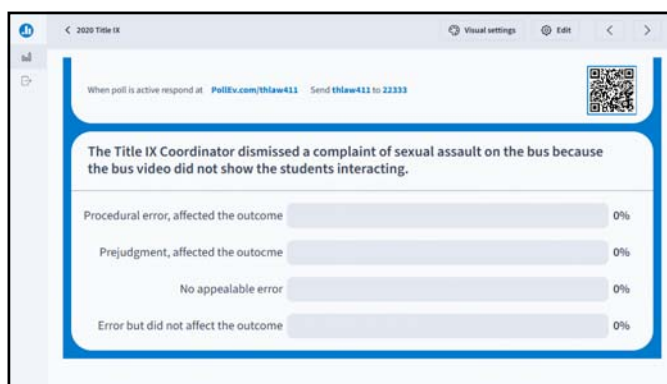 < 2020 Title IX Visual settings Edit < >
When poll is active respond at PollEv.com/thlaw411 Send thlaw411 to 22333
The Title IX Coordinator dismissed a complaint of sexual assault on the bus because
the bus video did not show the students interacting.
Procedural error, affected the outcome 0%
Prejudgment, affected the outocme 0%
No appealable error 0%
Error but did not affect the outcome 0%